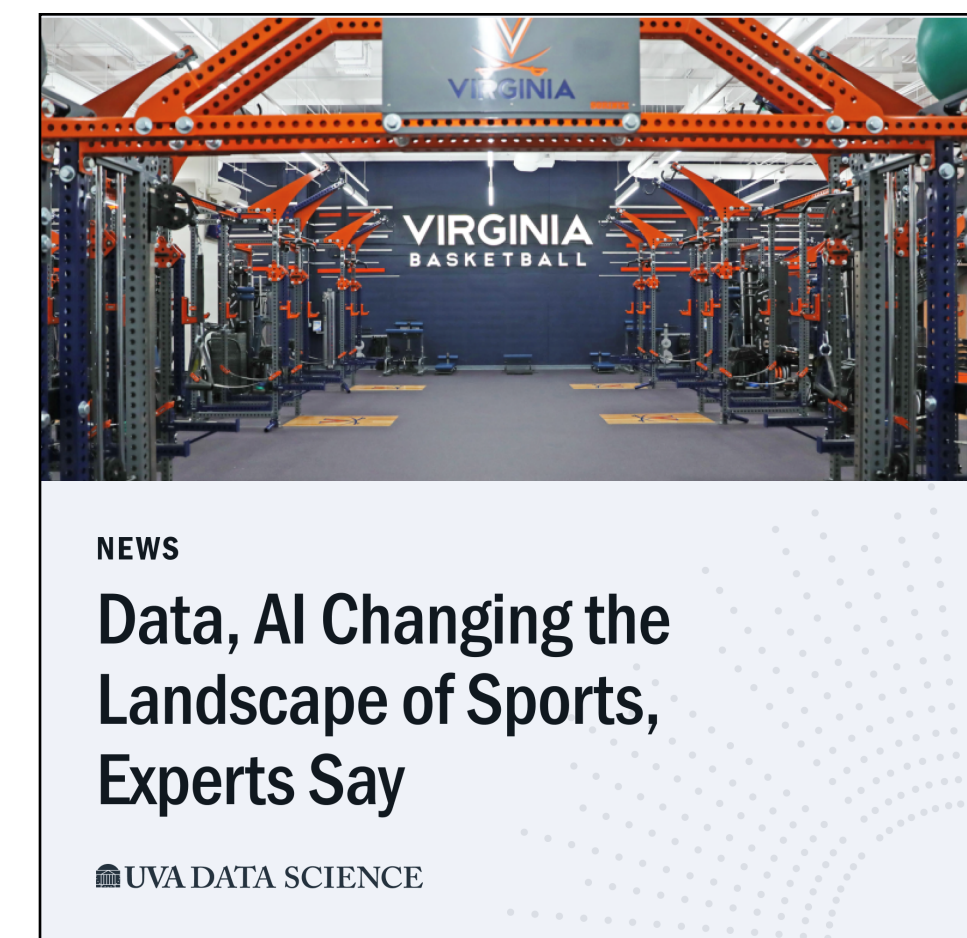 VIRGINIA
VIRGINIA
BASKETBALL
NEWS
Data, AI Changing the
Landscape of Sports,
Experts Say
UVA DATA SCIENCE